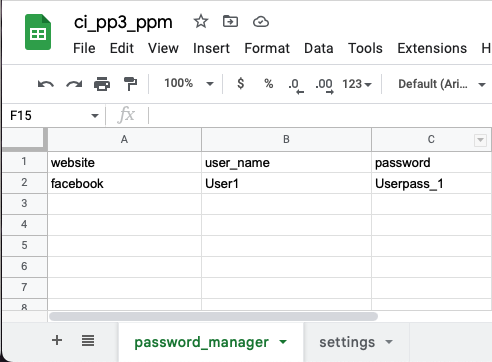 ci_pp3_ppm
File Edit View Insert Format Data Tools Extensions H
100% $ % .0 .00 123 Default (Ari...
F15 fx
A B C
1 website user_name password
2 facebook User1 Userpass_1
3
4
5
6
7
8
+ password_manager settings